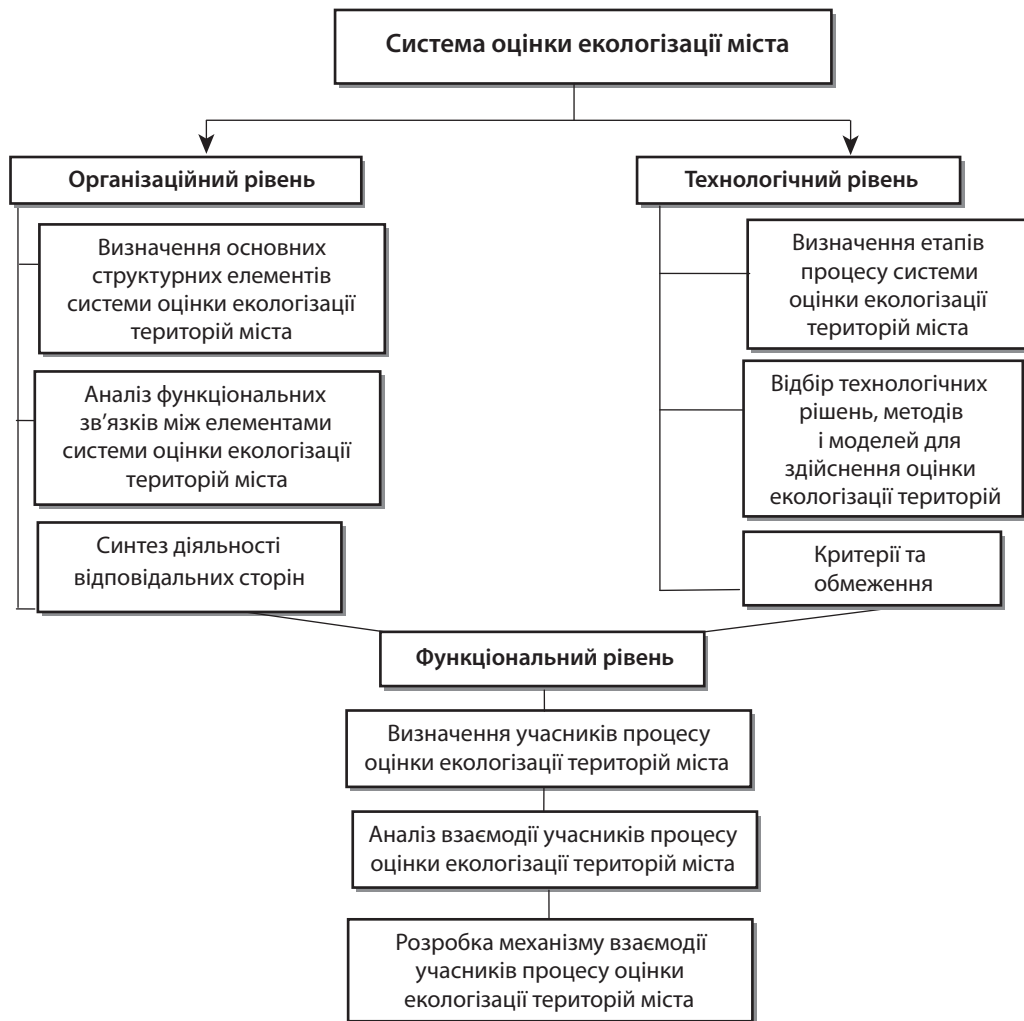 Система оцінки екологізації міста
Організаційний рівень
Визначення основних
структурних елементів
системи оцінки екологізації
територій міста
Аналіз функціональних
зв’язків між елементами
системи оцінки екологізації
територій міста
Синтез діяльності
відповідальних сторін
Технологічний рівень
Визначення етапів
процесу системи
оцінки екологізації
територій міста
Відбір технологічних
рішень, методів
і моделей для
здійснення оцінки
екологізації територій
Критерії та
обмеження
Функціональний рівень
Визначення учасників процесу
оцінки екологізації територій міста
Аналіз взаємодії учасників процесу
оцінки екологізації територій міста
Розробка механізму взаємодії
учасників процесу оцінки
екологізації територій міста